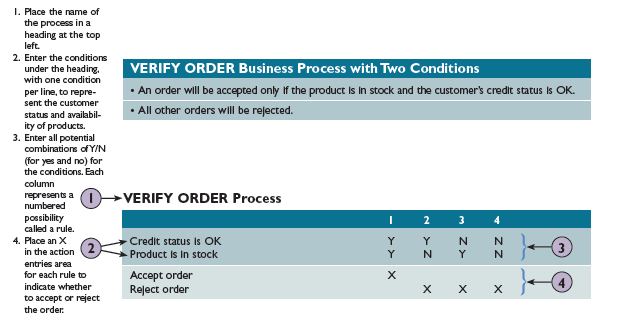 1. Place the name of
the process in a
heading at the top
left.
2. Enter the conditions
under the heading,
with one condition
per line, to repre-
sent the customer
status and availabil-
ity of products.
3. Enter all potential
combinations of Y/N
(for yes and no) for
the conditions. Each
column
represents a
numbered
possibility
called a rule.
4. Place an X
in the action
entries area
for each rule to
indicate whether
to accept or reject
the order.
VERIFY ORDER Business Process with Two Conditions
• An order will be accepted only if the product is in stock and the customer's credit status is OK.
• All other orders will be rejected.
1 VERIFY ORDER Process
1 2 3 4
2
Credit status is OK Y Y N N
Product is in stock Y N Y N
3
Accept order X
Reject order X X X
4